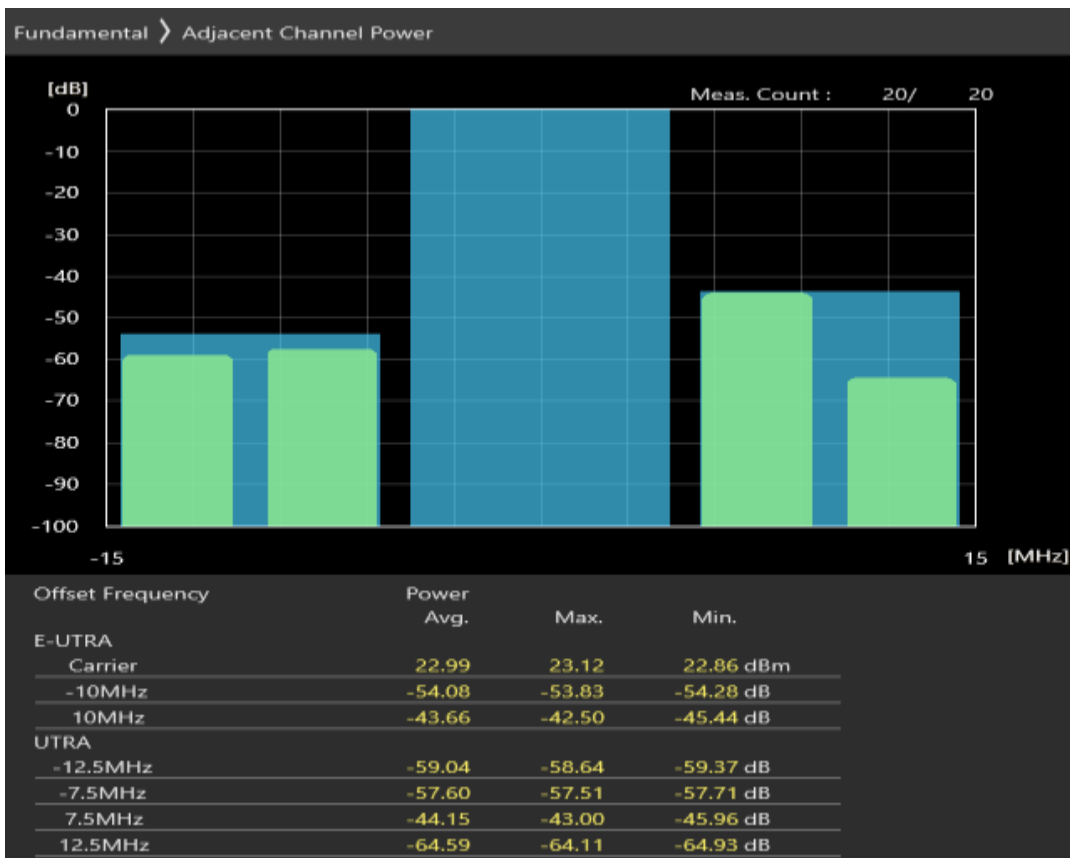 Fundamental 〉 Adjacent Channel Power
[dB]
Meas. Count : 20/ 20
0
-10
-20
-30
-40
-50
-60
-70
-80
-90
-100
-15 15 [MHz]
Offset Frequency Power
Avg. Max. Min.
E-UTRA
Carrier 22.99 23.12 22.86 dBm
-10MHz -54.08 -53.83 -54.28 dB
10MHz -43.66 -42.50 -45.44 dB
UTRA
-12.5MHz -59.04 -58.64 -59.37 dB
-7.5MHz -57.60 -57.51 -57.71 dB
7.5MHz -44.15 -43.00 -45.96 dB
12.5MHz -64.59 -64.11 -64.93 dB